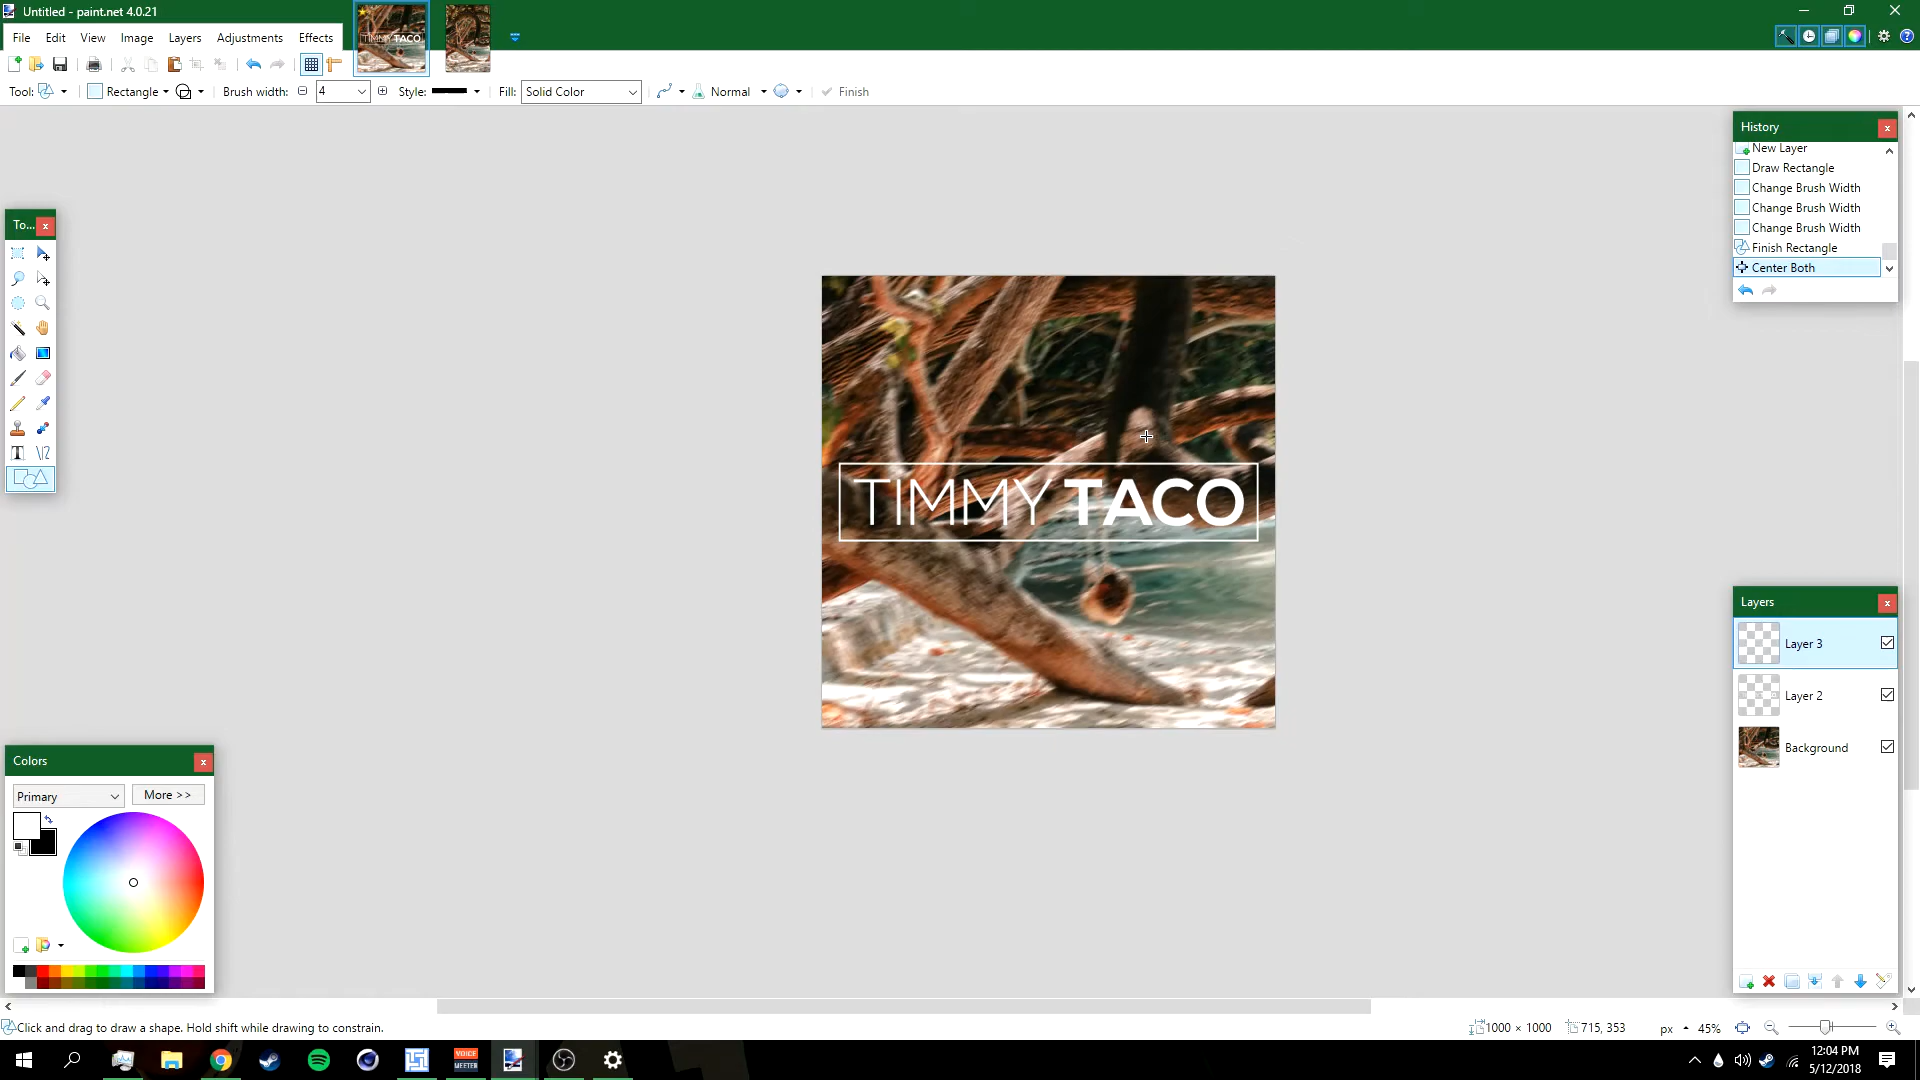 Untitled - paint.net 4.0.21
File Edit View Image Layers Adjustments Effects
Tool: Rectangle Brush width: 4 Style: Fill: Solid Color Normal Finish
History
New Layer
Draw Rectangle
Change Brush Width
Change Brush Width
Change Brush Width
Finish Rectangle
Center Both
To...
TIMMY TACO
Layers
Layer 3
Layer 2
Background
Colors
Primary More >>
Click and drag to draw a shape. Hold shift while drawing to constrain.
1000 × 1000 715, 353 px 45%
VOICE
MEETER
12:04 PM
5/12/2018